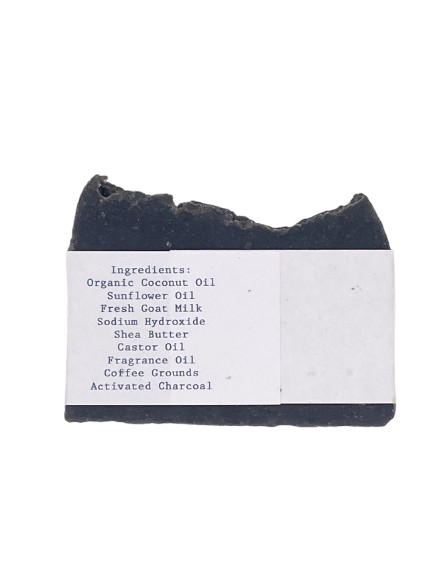 Ingredients:
Organic Coconut Oil
Sunflower Oil
Fresh Goat Milk
Sodium Hydroxide
Shea Butter
Castor Oil
Fragrance Oil
Coffee Grounds
Activated Charcoal